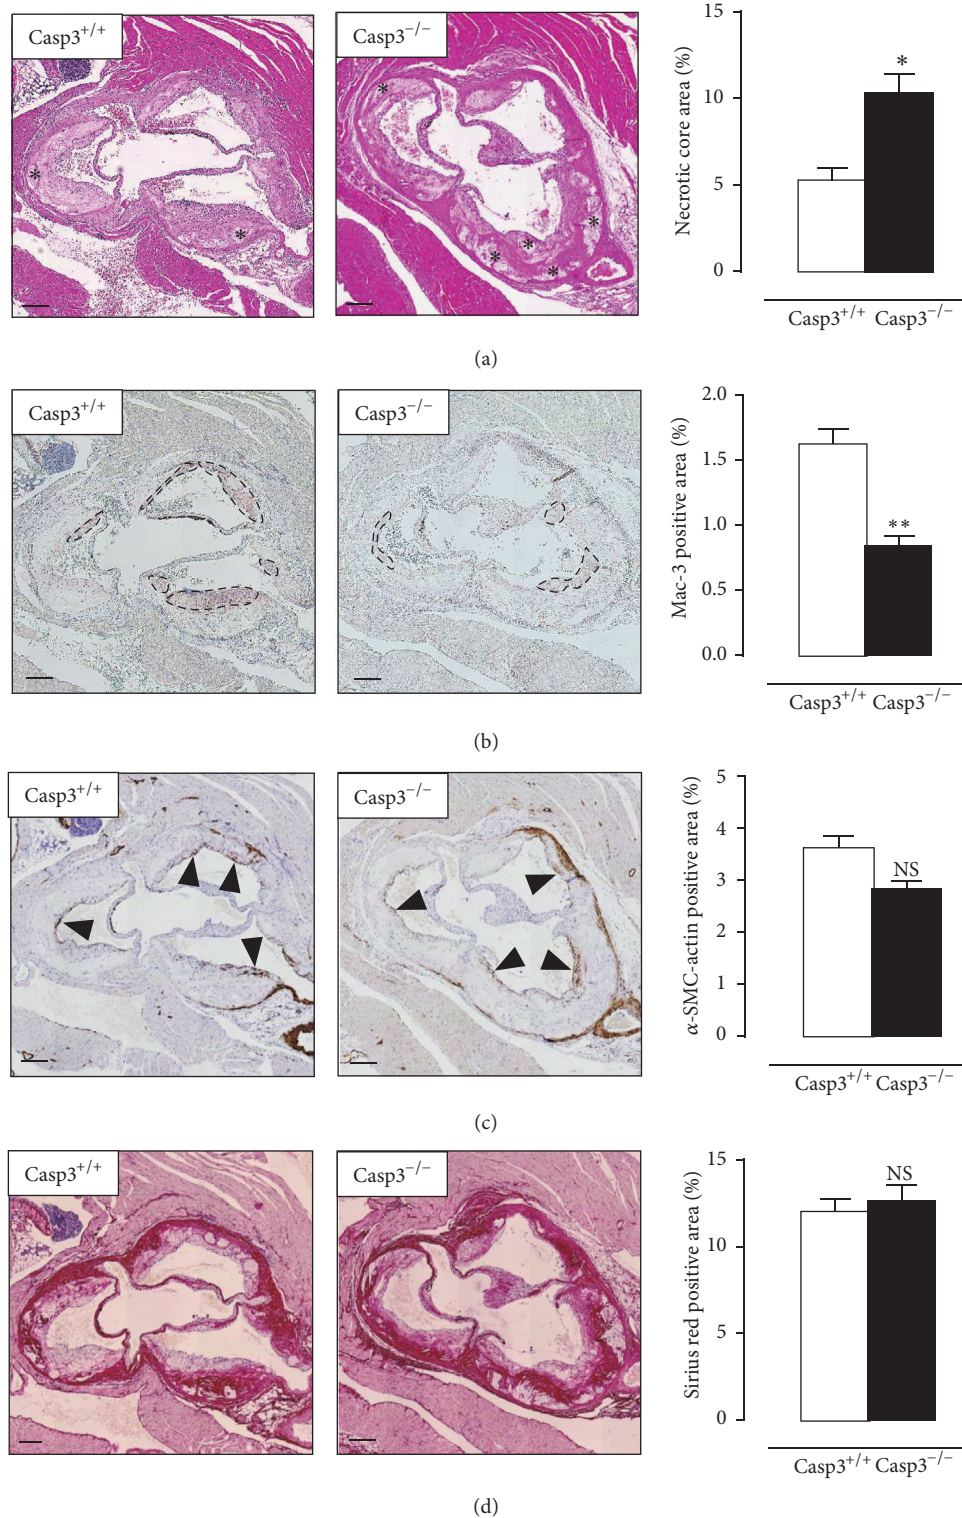 Casp3+/+
Casp3−/−
*
*
*
*
*
*
*
Necrotic core area (%)
15
10
5
0
*
Casp3+/+ Casp3−/−
(a)
Casp3+/+
Casp3−/−
Mac-3 positive area (%)
2.0
1.5
1.0
0.5
0.0
**
Casp3+/+ Casp3−/−
(b)
Casp3+/+
Casp3−/−
α-SMC-actin positive area (%)
5
4
3
2
1
0
NS
Casp3+/+ Casp3−/−
(c)
Casp3+/+
Casp3−/−
Sirius red positive area (%)
15
10
5
0
NS
Casp3+/+ Casp3−/−
(d)